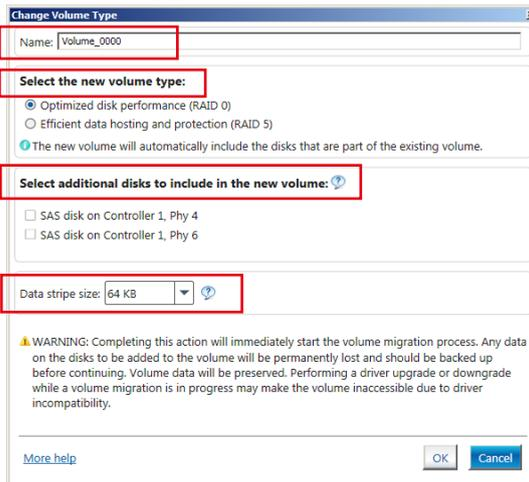 Change Volume Type
Name: Volume_0000
Select the new volume type:
Optimized disk performance (RAID 0)
Efficient data hosting and protection (RAID 5)
The new volume will automatically include the disks that are part of the existing volume.
Select additional disks to include in the new volume:
SAS disk on Controller 1, Phy 4
SAS disk on Controller 1, Phy 6
Data stripe size: 64 KB
WARNING: Completing this action will immediately start the volume migration process. Any data
on the disks to be added to the volume will be permanently lost and should be backed up
before continuing. Volume data will be preserved. Performing a driver upgrade or downgrade
while a volume migration is in progress may make the volume inaccessible due to driver
incompatibility.
More help
OK
Cancel